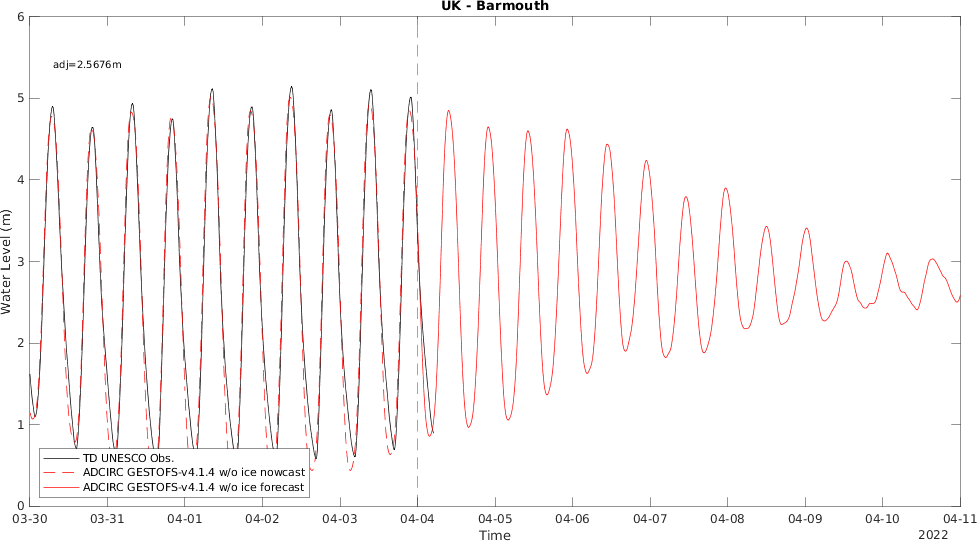 UK - Barmouth
6
adj=2.5676m
5
4
3
2
1
0
Water Level (m)
TD UNESCO Obs.
ADCIRC GESTOFS-v4.1.4 w/o ice nowcast
ADCIRC GESTOFS-v4.1.4 w/o ice forecast
03-30 03-31 04-01 04-02 04-03 04-04 04-05 04-06 04-07 04-08 04-09 04-10 04-11
Time
2022